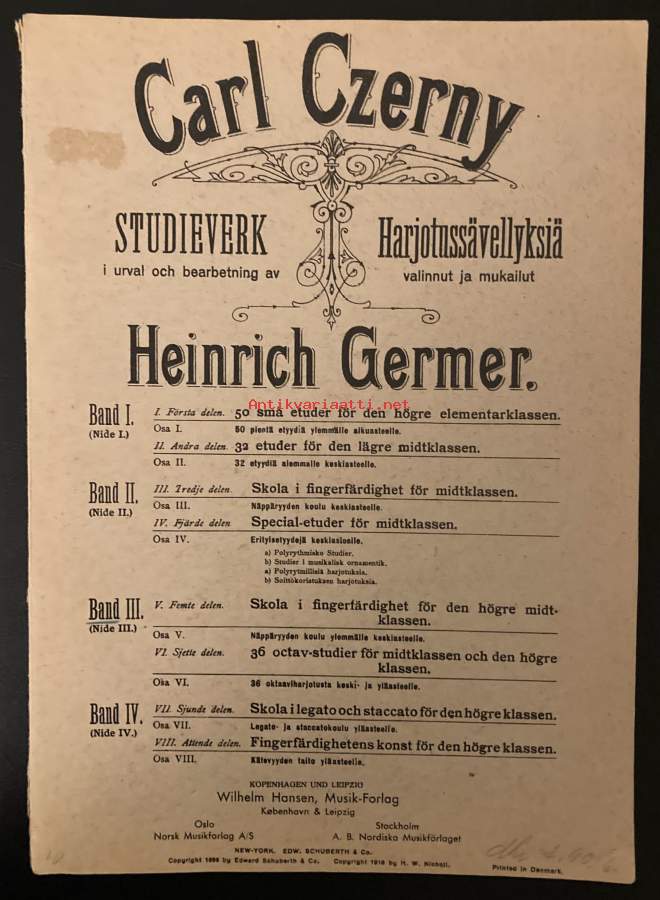 Carl Czerny
STUDIEVERK
i urval och bearbetning av
Harjotussävellyksiä
valinnut ja mukailut
Heinrich Germer.
Antikvariaatti.net
Band I.
(Nide I.)
I. Första delen. 50 små etuder för den högre elementarklassen.
Osa I. 50 pientä etyydiä ylemmälle alkuasteelle.
II. Andra delen. 32 etuder för den lägre midtklassen.
Osa II. 32 etyydiä alemmalle keskiasteelle.
Band II.
(Nide II.)
III. Tredje delen. Skola i fingerfärdighet för midtklassen.
Osa III. Näppäryyden koulu keskiasteelle.
IV. Fjärde delen Special-etuder för midtklassen.
Osa IV. Erityisetyydejä keskiasteelle.
a) Polyrythmiske Studier.
b) Studier i musikalisk ornamentik.
a) Polyrytmillisiä harjotuksia.
b) Soittokoristuksen harjotuksia.
Band III.
(Nide III.)
V. Femte delen. Skola i fingerfärdighet för den högre midt-
klassen.
Osa V. Näppäryyden koulu ylemmälle keskiasteelle.
VI. Sjette delen. 36 octav-studier för midtklassen och den högre
klassen.
Osa VI. 36 oktaaviharjotusta keski- ja yläasteelle.
Band IV.
(Nide IV.)
VII. Sjunde delen. Skola i legato och staccato för den högre klassen.
Osa VII. Legato- ja staccatokoulu yläasteelle.
VIII. Attende delen. Fingerfärdighetens konst för den högre klassen.
Osa VIII. Kätevyyden taito yläasteelle.
KOPENHAGEN UND LEIPZIG
Wilhelm Hansen, Musik-Forlag
København & Leipzig
Oslo
Norsk Musikforlag A/S
Stockholm
A. B. Nordiska Musikförlaget
NEW-YORK. EDW. SCHUBERTH & Co.
Copyright 1898 by Edward Schuberth & Co. Copyright 1918 by H. W. Nicholl.
Printed in Denmark.